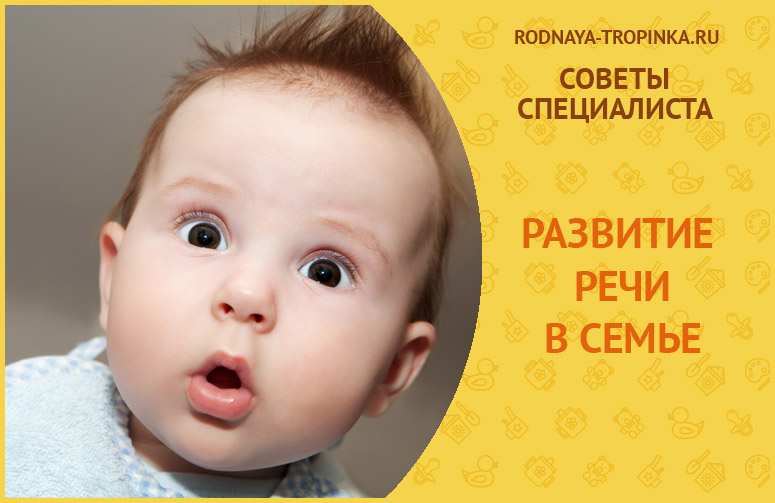 RODNAYA-TROPINKA.RU
СОВЕТЫ
СПЕЦИАЛИСТА
РАЗВИТИЕ
РЕЧИ
В СЕМЬЕ